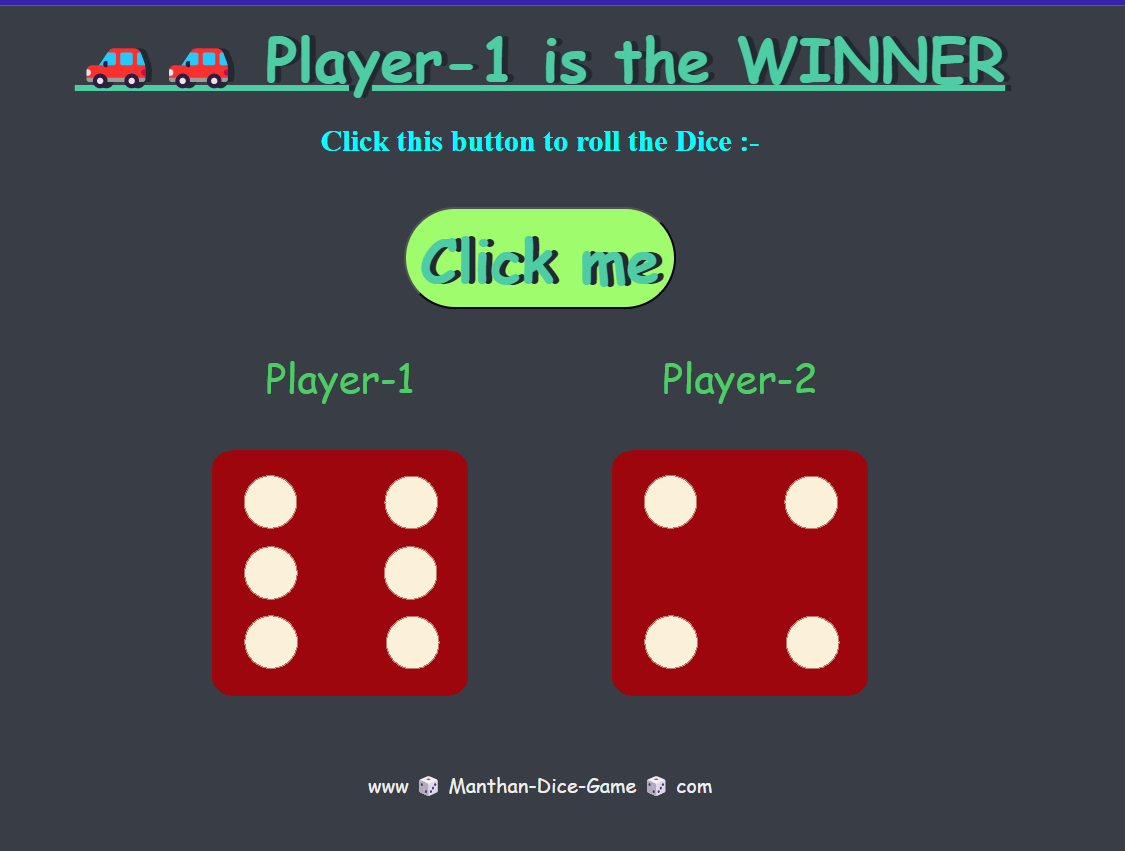 🚗 🚗 Player-1 is the WINNER
Click this button to roll the Dice :-
Click me
Player-1
Player-2
www 🎲 Manthan-Dice-Game 🎲 com